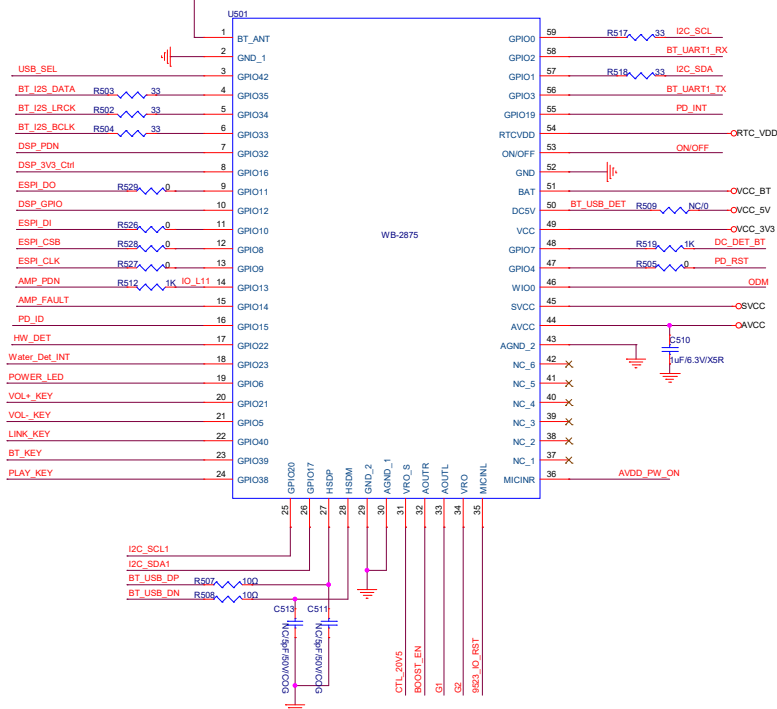 U501
WB-2875
1 BT_ANT
2 GND_1
USB_SEL 3 GPIO42
BT_I2S_DATA R503 33 4 GPIO35
BT_I2S_LRCK R502 33 5 GPIO34
BT_I2S_BCLK R504 33 6 GPIO33
DSP_PDN 7 GPIO32
DSP_3V3_Ctrl 8 GPIO16
ESPI_DO R529 0 9 GPIO11
DSP_GPIO 10 GPIO12
ESPI_DI R526 0 11 GPIO10
ESPI_CSB R528 0 12 GPIO8
ESPI_CLK R527 0 13 GPIO9
AMP_PDN R512 1K IO_L11 14 GPIO13
AMP_FAULT 15 GPIO14
PD_ID 16 GPIO15
HW_DET 17 GPIO22
Water_Det_INT 18 GPIO23
POWER_LED 19 GPIO6
VOL+_KEY 20 GPIO21
VOL-_KEY 21 GPIO5
LINK_KEY 22 GPIO40
BT_KEY 23 GPIO39
PLAY_KEY 24 GPIO38
GPIO0 59 R517 33 I2C_SCL
GPIO2 58 BT_UART1_RX
GPIO1 57 R518 33 I2C_SDA
GPIO3 56 BT_UART1_TX
GPIO19 55 PD_INT
RTCVDD 54 RTC_VDD
ON/OFF 53 ON/OFF
GND 52
BAT 51 VCC_BT
DC5V 50 BT_USB_DET R509 NC/0 VCC_5V
VCC 49 VCC_3V3
GPIO7 48 R519 1K DC_DET_BT
GPIO4 47 R505 0 PD_RST
WIO0 46 ODM
SVCC 45 SVCC
AVCC 44 AVCC
AGND_2 43
C510
1uF/6.3V/X5R
NC_6 42
NC_5 41
NC_4 40
NC_3 39
NC_2 38
NC_1 37
MICINR 36 AVDD_PW_ON
GPIO20 25
GPIO17 26
HSDP 27
HSDM 28
GND_2 29
AGND_1 30
VRO_S 31 CTL_20V5
AOUTR 32 BOOST_EN
AOUTL 33 G1
VRO 34 G2
MICINL 35 9523_IO_RST
I2C_SCL1
I2C_SDA1
BT_USB_DP R507 10Ω
BT_USB_DN R508 10Ω
C513
NC/5pF/50V/COG
C511
NC/5pF/50V/COG